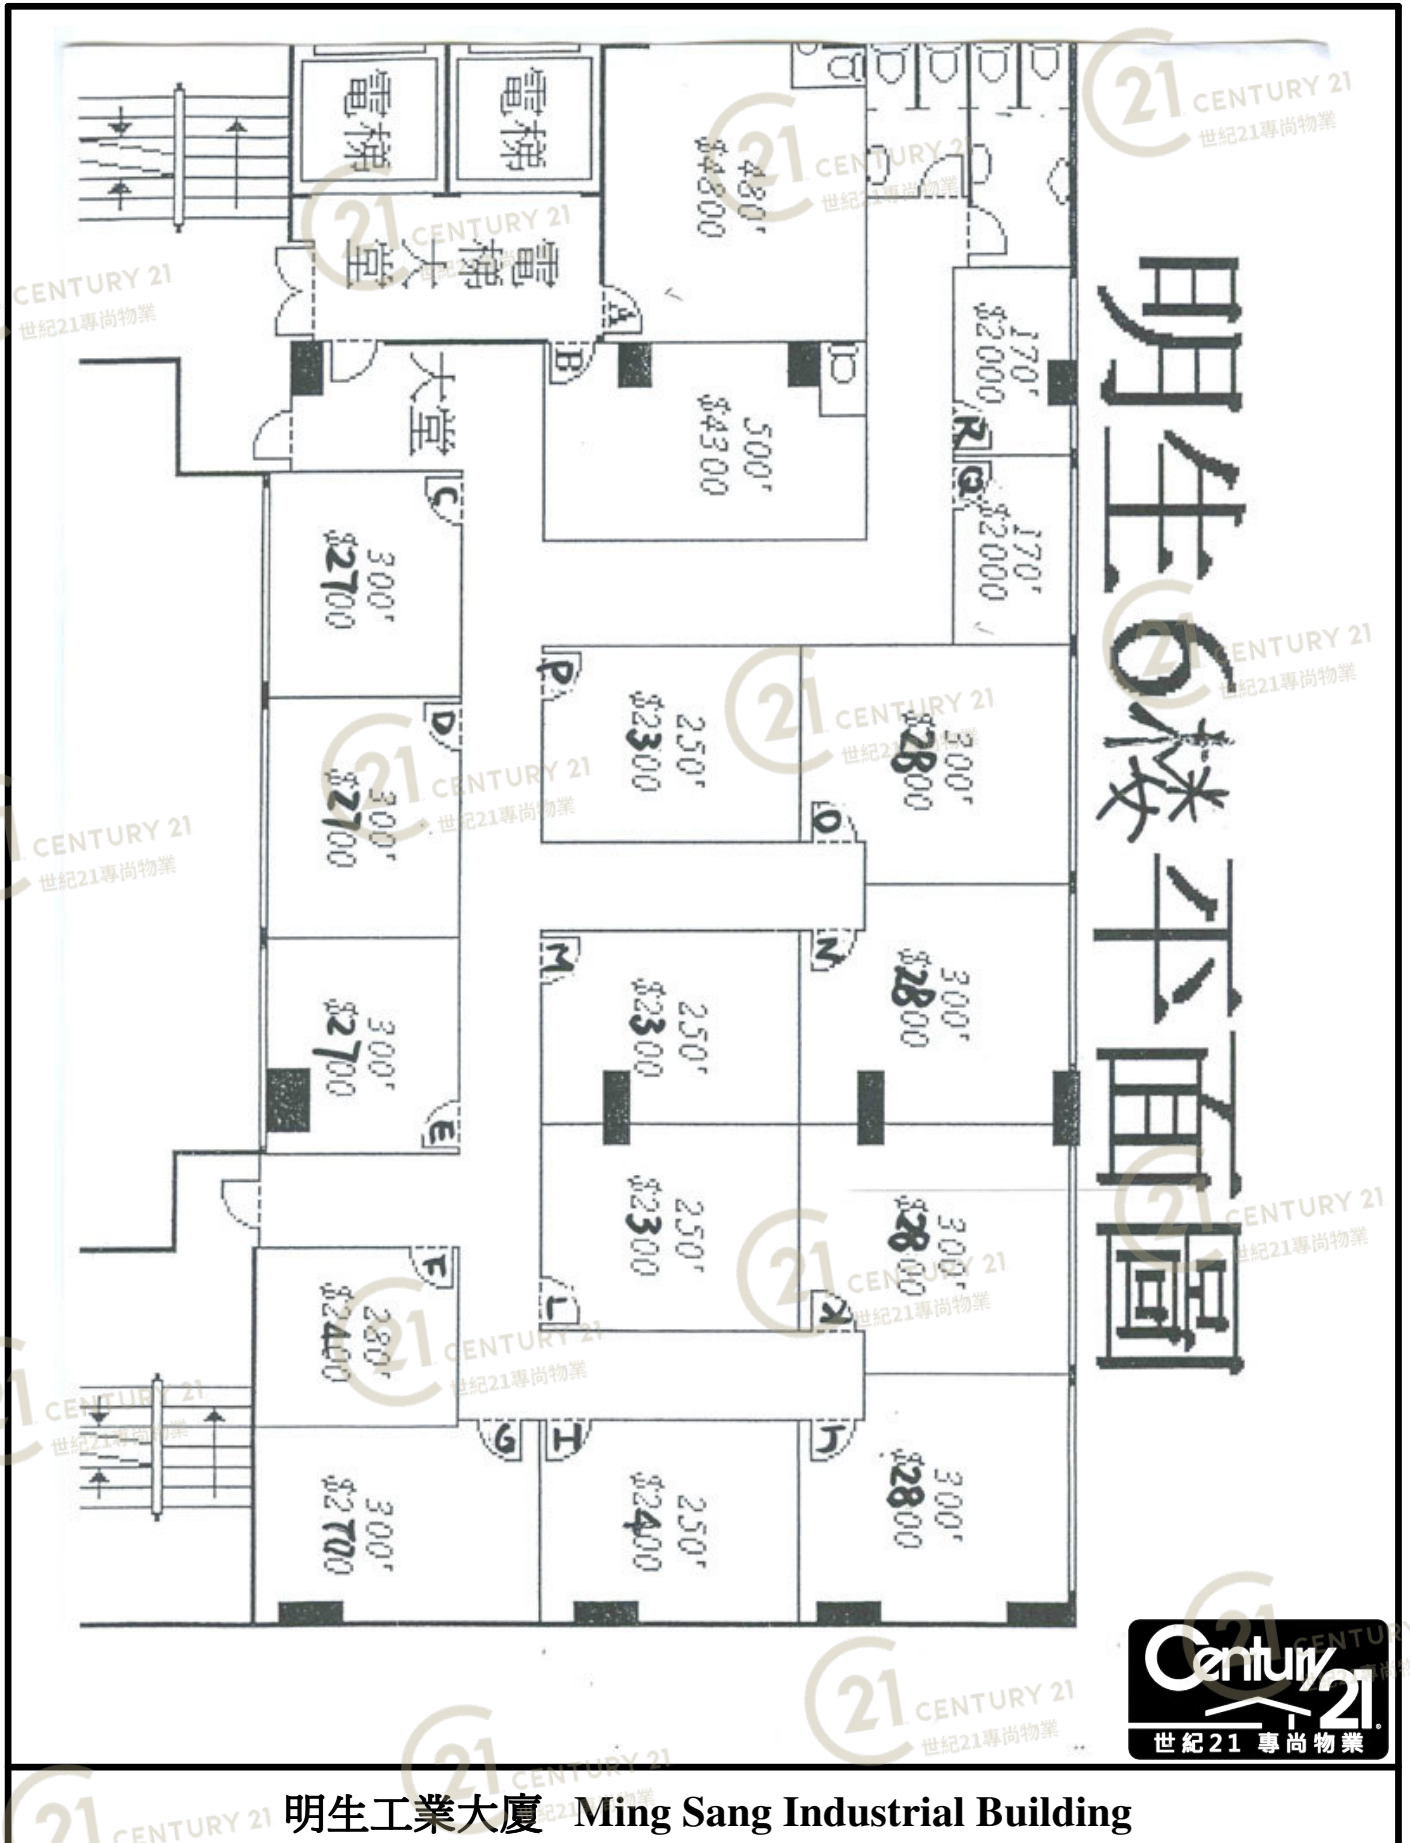 明生6楼平面圖
電梯
電梯
電梯大堂
大堂
A
480'
$4800
B
500'
$4300
R
170'
$2000
Q
170'
$2000
C
300'
$2700
D
300'
$2700
E
300'
$2700
P
250'
$2300
O
300'
$2800
N
300'
$2800
M
250'
$2300
L
250'
$2300
K
300'
$2800
F
280'
$2400
G
300'
$2700
H
250'
$2400
J
300'
$2800
Century 21
世紀21 專尚物業
明生工業大廈 Ming Sang Industrial Building
21 CENTURY 21
世紀21專尚物業